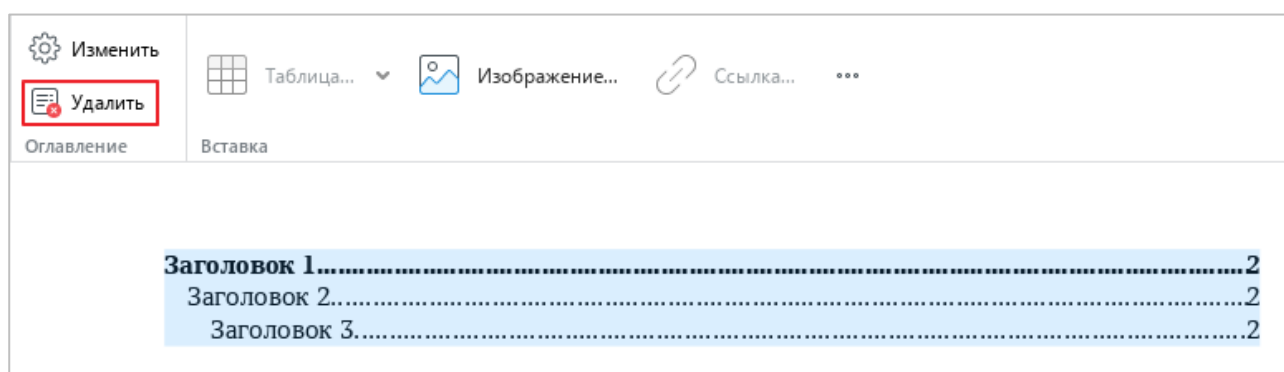 Изменить
Удалить
Оглавление
Таблица...
Изображение...
Ссылка...
Вставка
Заголовок 1.......................................................................................................2
Заголовок 2.......................................................................................................2
Заголовок 3.......................................................................................................2